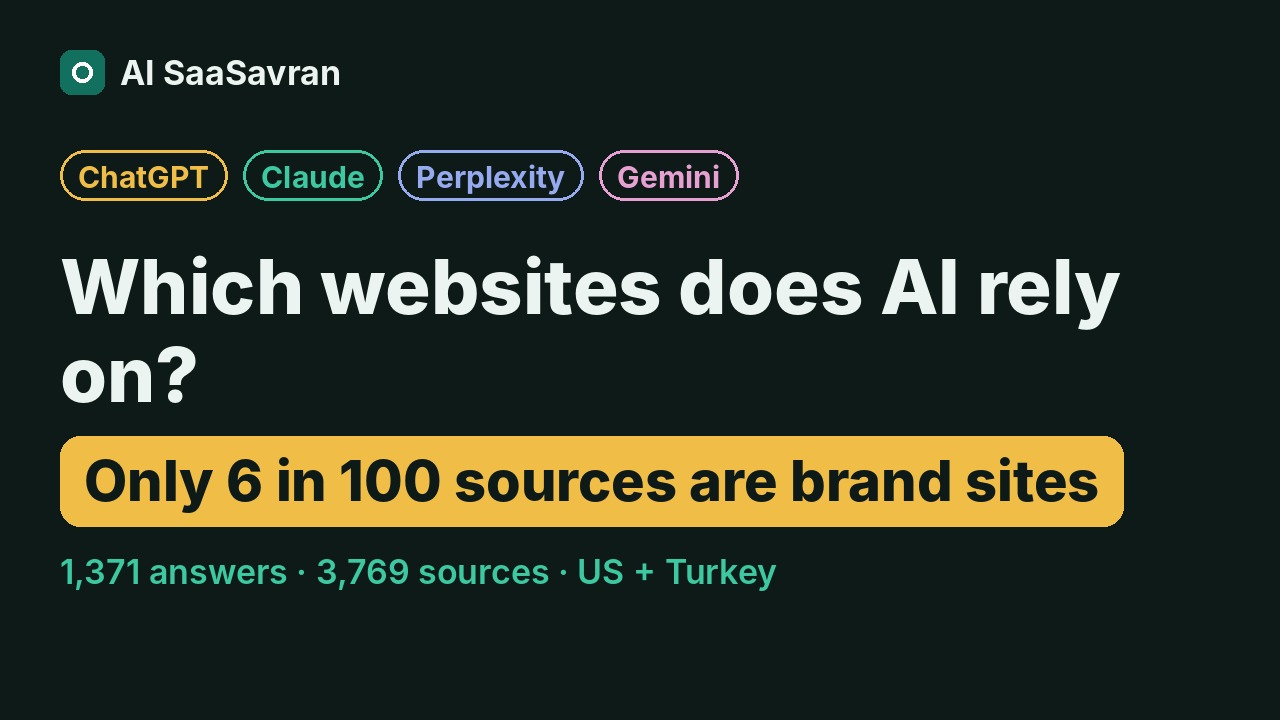 AI SaaSavran
ChatGPT Claude Perplexity Gemini
Which websites does AI rely
on?
Only 6 in 100 sources are brand sites
1,371 answers · 3,769 sources · US + Turkey